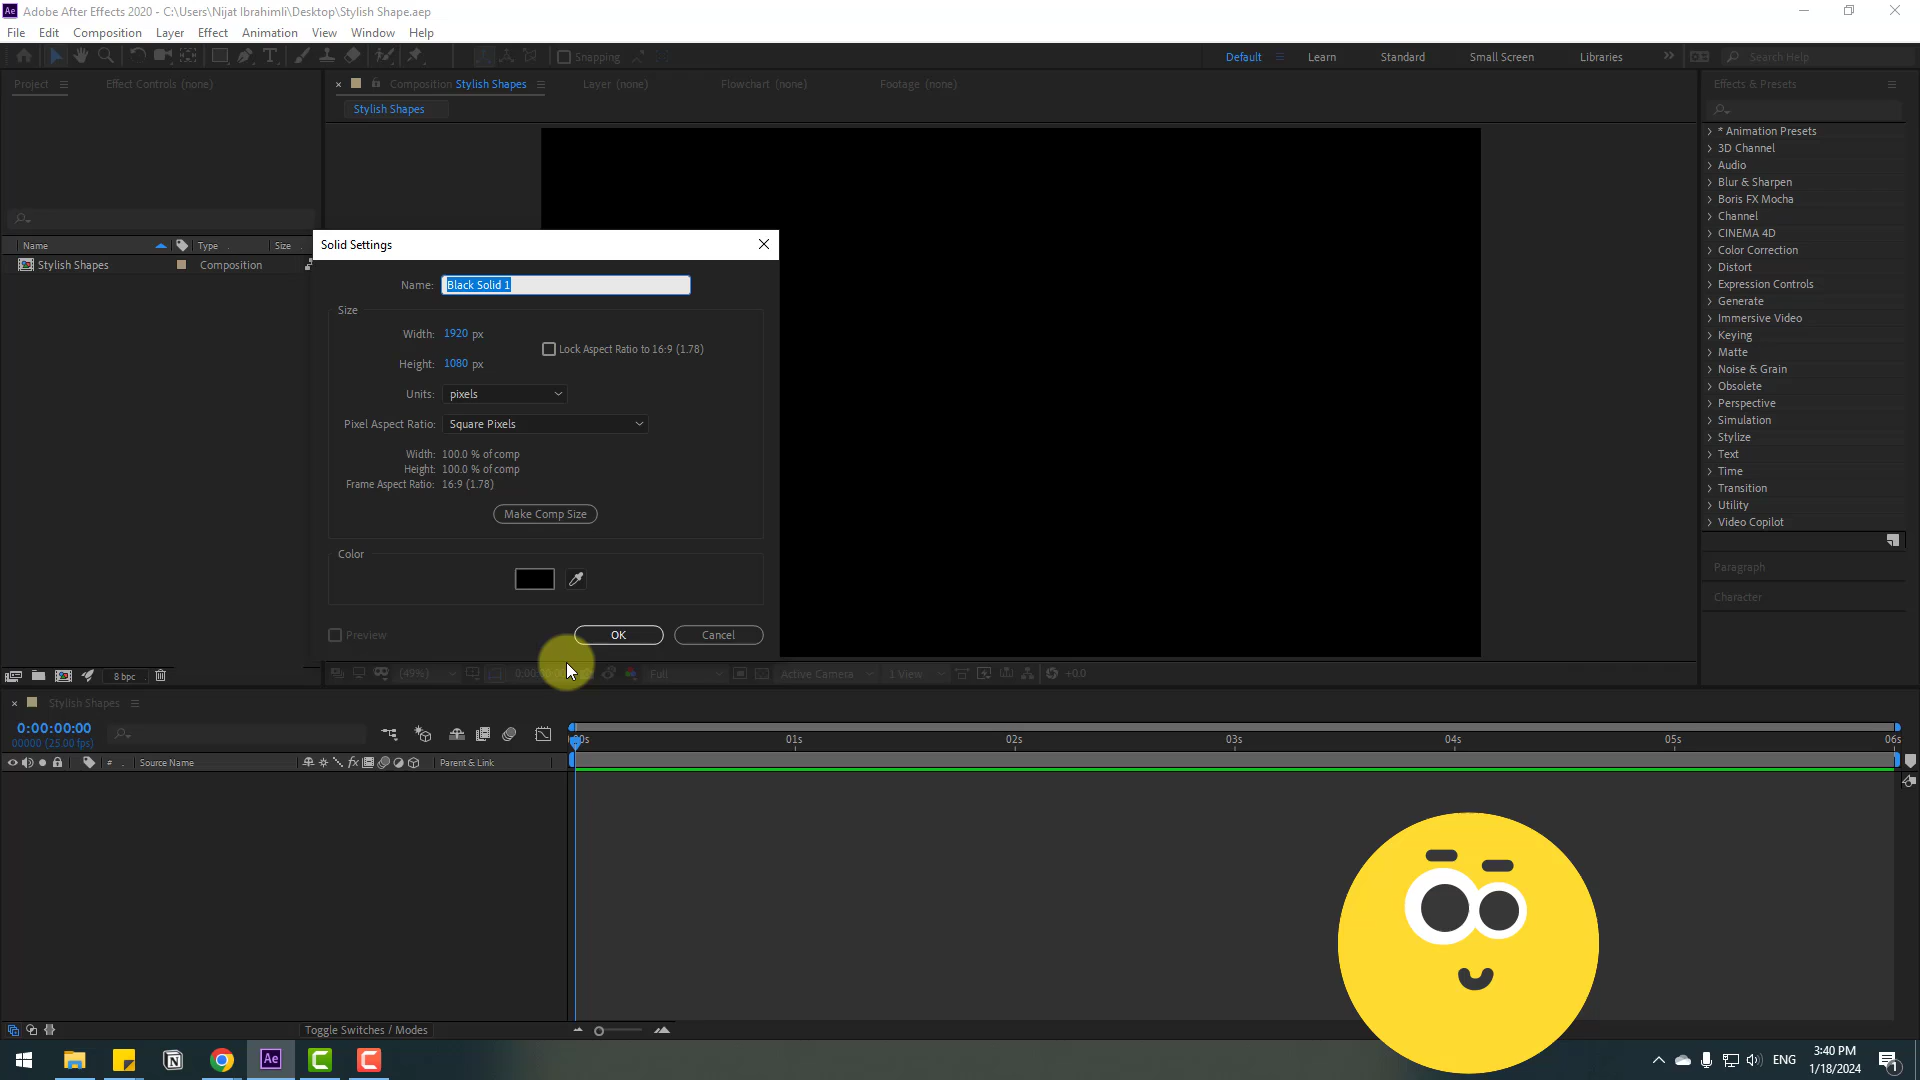 Adobe After Effects 2020 - C:\Users\Nijat Ibrahimli\Desktop\Stylish Shape.aep
File Edit Composition Layer Effect Animation View Window Help
Snapping Default Learn Standard Small Screen Libraries Search Help
Project Effect Controls (none) Composition Stylish Shapes Layer (none) Flowchart (none) Footage (none) Effects & Presets
Stylish Shapes
Name Type Size
Stylish Shapes Composition
Solid Settings
Name: Black Solid 1
Size
Width: 1920 px
Lock Aspect Ratio to 16:9 (1.78)
Height: 1080 px
Units: pixels
Pixel Aspect Ratio: Square Pixels
Width: 100.0 % of comp
Height: 100.0 % of comp
Frame Aspect Ratio: 16:9 (1.78)
Make Comp Size
Color
Preview OK Cancel
* Animation Presets
3D Channel
Audio
Blur & Sharpen
Boris FX Mocha
Channel
CINEMA 4D
Color Correction
Distort
Expression Controls
Generate
Immersive Video
Keying
Matte
Noise & Grain
Obsolete
Perspective
Simulation
Stylize
Text
Time
Transition
Utility
Video Copilot
Paragraph
Character
8 bpc (49%) Full Active Camera 1 View +0.0
Stylish Shapes
0:00:00:00
00000 (25.00 fps)
# Source Name fx Parent & Link
01s 02s 03s 04s 05s 06s
Toggle Switches / Modes
Ae ENG
3:40 PM
1/18/2024
1